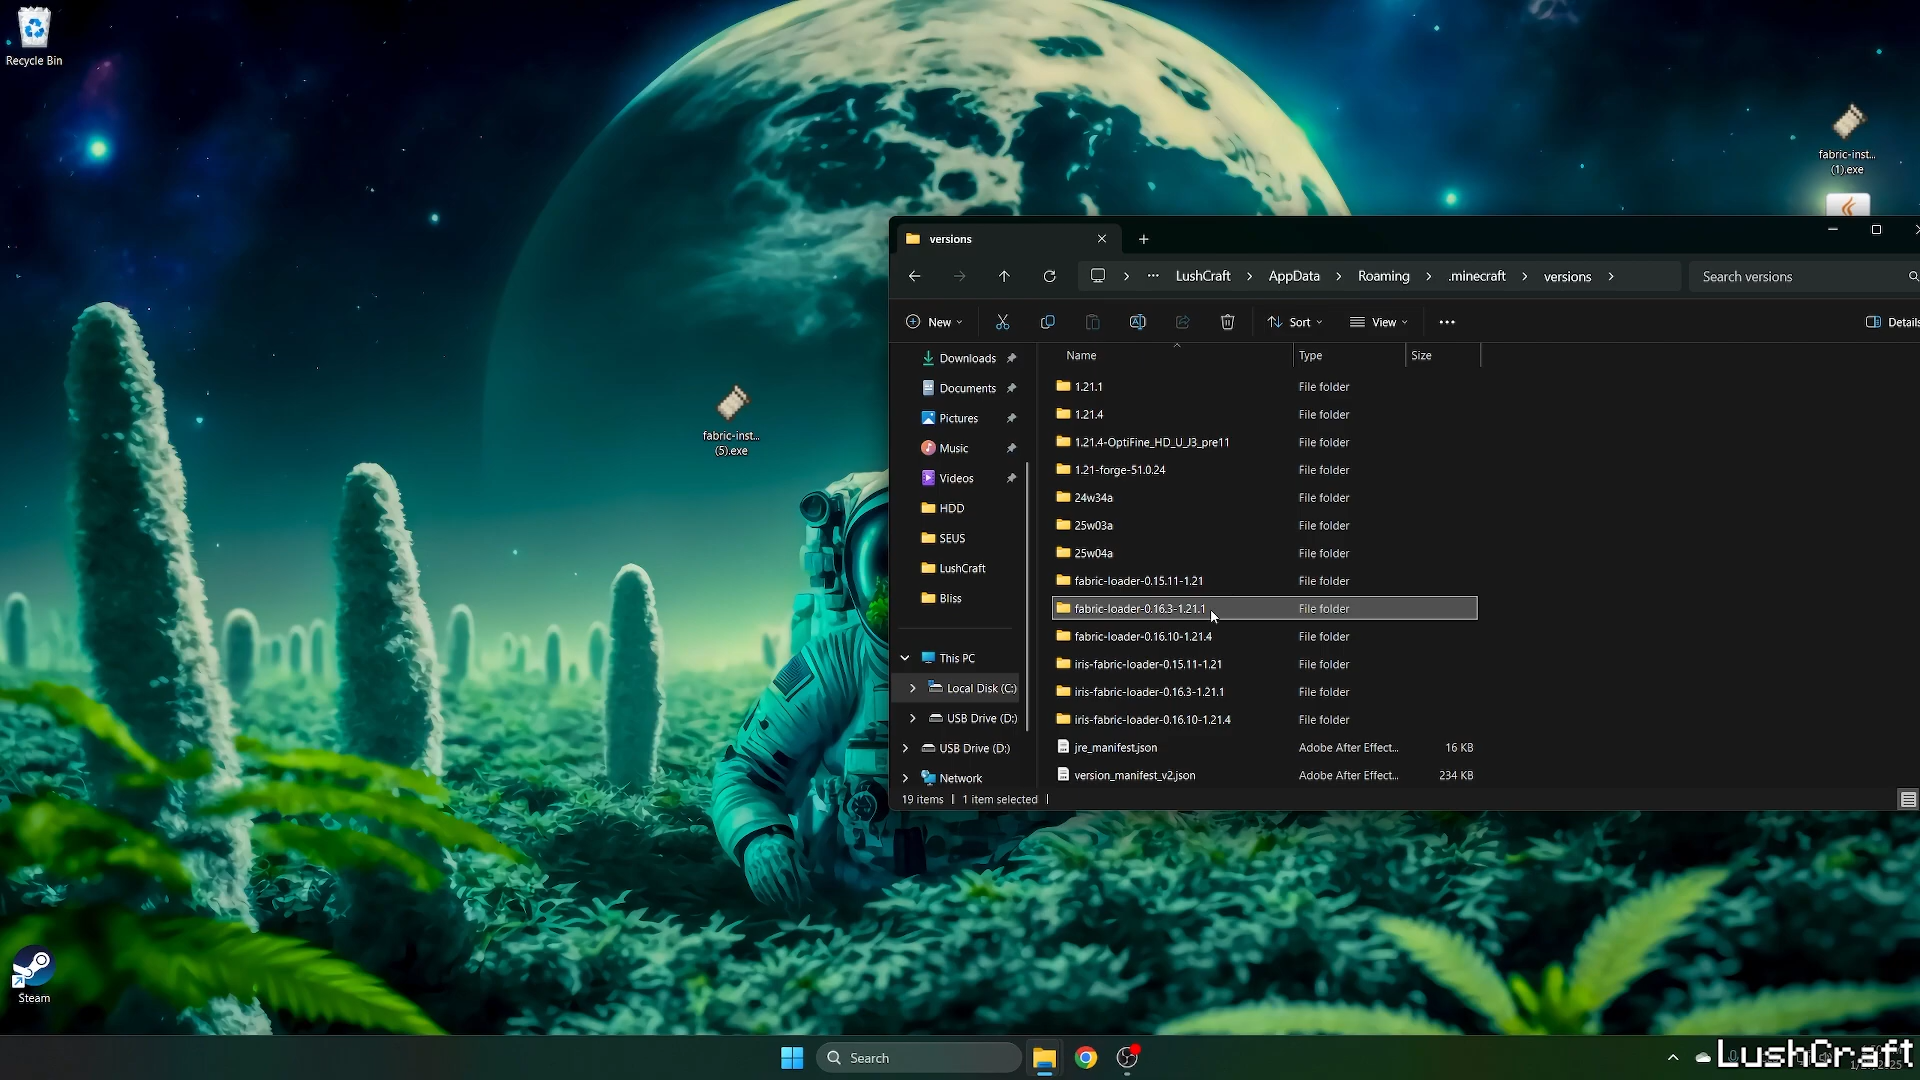 Recycle Bin
fabric-inst...
(1).exe
versions
LushCraft
AppData
Roaming
.minecraft
versions
Search versions
New
Sort
View
Details
Name
Type
Size
Downloads
Documents
Pictures
Music
Videos
HDD
SEUS
LushCraft
Bliss
This PC
Local Disk (C:)
USB Drive (D:)
USB Drive (D:)
Network
1.21.1 File folder
1.21.4 File folder
1.21.4-OptiFine_HD_U_J3_pre11 File folder
1.21-forge-51.0.24 File folder
24w34a File folder
25w03a File folder
25w04a File folder
fabric-loader-0.15.11-1.21 File folder
fabric-loader-0.16.3-1.21.1 File folder
fabric-loader-0.16.10-1.21.4 File folder
iris-fabric-loader-0.15.11-1.21 File folder
iris-fabric-loader-0.16.3-1.21.1 File folder
iris-fabric-loader-0.16.10-1.21.4 File folder
jre_manifest.json Adobe After Effect... 16 KB
version_manifest_v2.json Adobe After Effect... 234 KB
19 items
1 item selected
fabric-inst...
(5).exe
Steam
Search
LushCraft